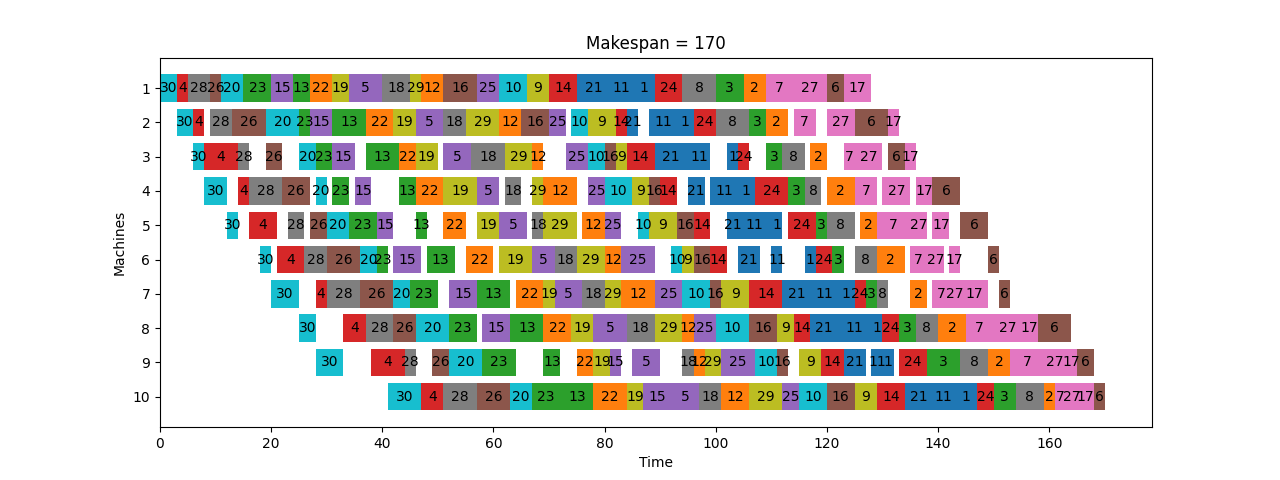 Makespan = 170
1 30 4 28 26 20 23 15 13 22 19 5 18 29 12 16 25 10 9 14 21 11 1 24 8 3 2 7 27 6 17
2 30 4 28 26 20 23 15 13 22 19 5 18 29 12 16 25 10 9 14 21 11 1 24 8 3 2 7 27 6 17
3 30 4 28 26 20 23 15 13 22 19 5 18 29 12 25 10 16 9 14 21 11 1 24 3 8 2 7 27 6 17
4 30 4 28 26 20 23 15 13 22 19 5 18 29 12 25 10 9 16 14 21 11 1 24 3 8 2 7 27 17 6
5 30 4 28 26 20 23 15 13 22 19 5 18 29 12 25 10 9 16 14 21 11 1 24 3 8 2 7 27 17 6
6 30 4 28 26 20 23 15 13 22 19 5 18 29 12 25 10 9 16 14 21 11 1 24 3 8 2 7 27 17 6
7 30 4 28 26 20 23 15 13 22 19 5 18 29 12 25 10 16 9 14 21 11 1 24 3 8 2 7 27 17 6
8 30 4 28 26 20 23 15 13 22 19 5 18 29 12 25 10 16 9 14 21 11 1 24 3 8 2 7 27 17 6
9 30 4 28 26 20 23 13 22 19 15 5 18 12 29 25 10 16 9 14 21 11 1 24 3 8 2 7 27 17 6
10 30 4 28 26 20 23 13 22 19 15 5 18 12 29 25 10 16 9 14 21 11 1 24 3 8 2 7 27 17 6
Machines
0 20 40 60 80 100 120 140 160
Time